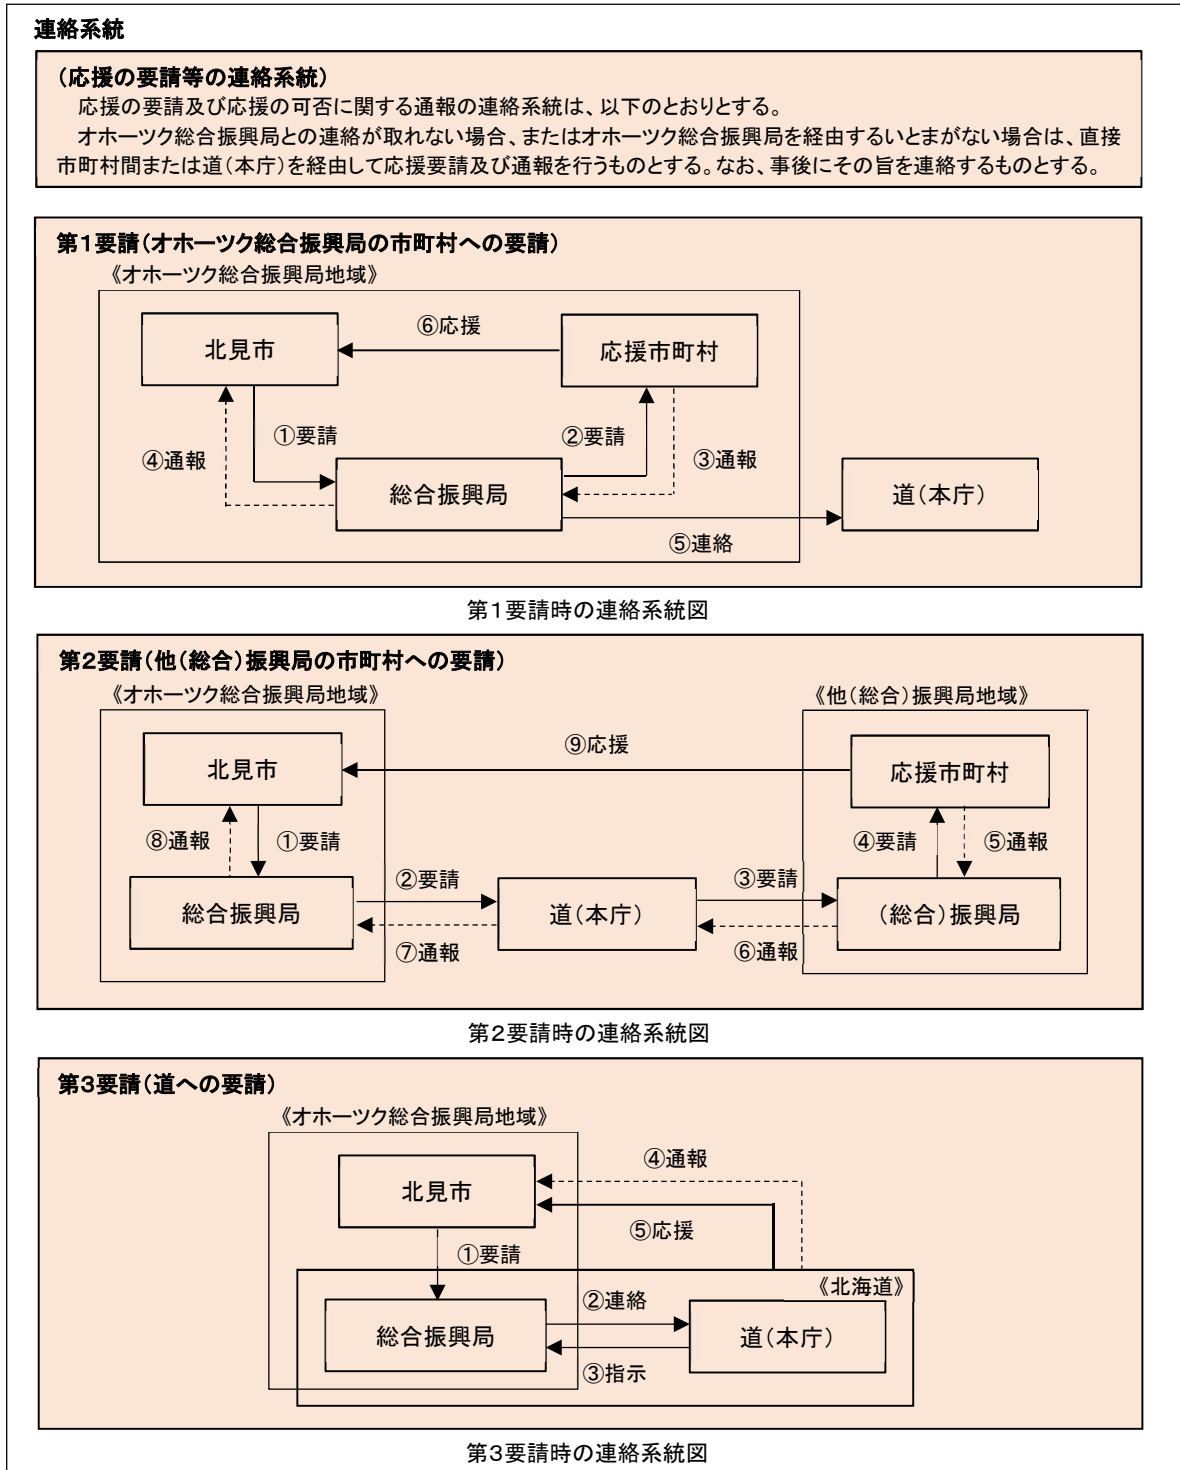 連絡系統
(応援の要請等の連絡系統)
応援の要請及び応援の可否に関する通報の連絡系統は、以下のとおりとする。
オホーツク総合振興局との連絡が取れない場合、またはオホーツク総合振興局を経由するいとまがない場合は、直接
市町村間または道(本庁)を経由して応援要請及び通報を行うものとする。なお、事後にその旨を連絡するものとする。
第1要請(オホーツク総合振興局の市町村への要請)
《オホーツク総合振興局地域》
⑥応援
北見市
応援市町村
①要請
②要請
④通報
③通報
総合振興局
道(本庁)
⑤連絡
第1要請時の連絡系統図
第2要請(他(総合)振興局の市町村への要請)
《オホーツク総合振興局地域》
《他(総合)振興局地域》
⑨応援
北見市
応援市町村
⑧通報
①要請
④要請
⑤通報
②要請
③要請
総合振興局
道(本庁)
(総合)振興局
⑦通報
⑥通報
第2要請時の連絡系統図
第3要請(道への要請)
《オホーツク総合振興局地域》
④通報
北見市
⑤応援
①要請
《北海道》
②連絡
総合振興局
道(本庁)
③指示
第3要請時の連絡系統図